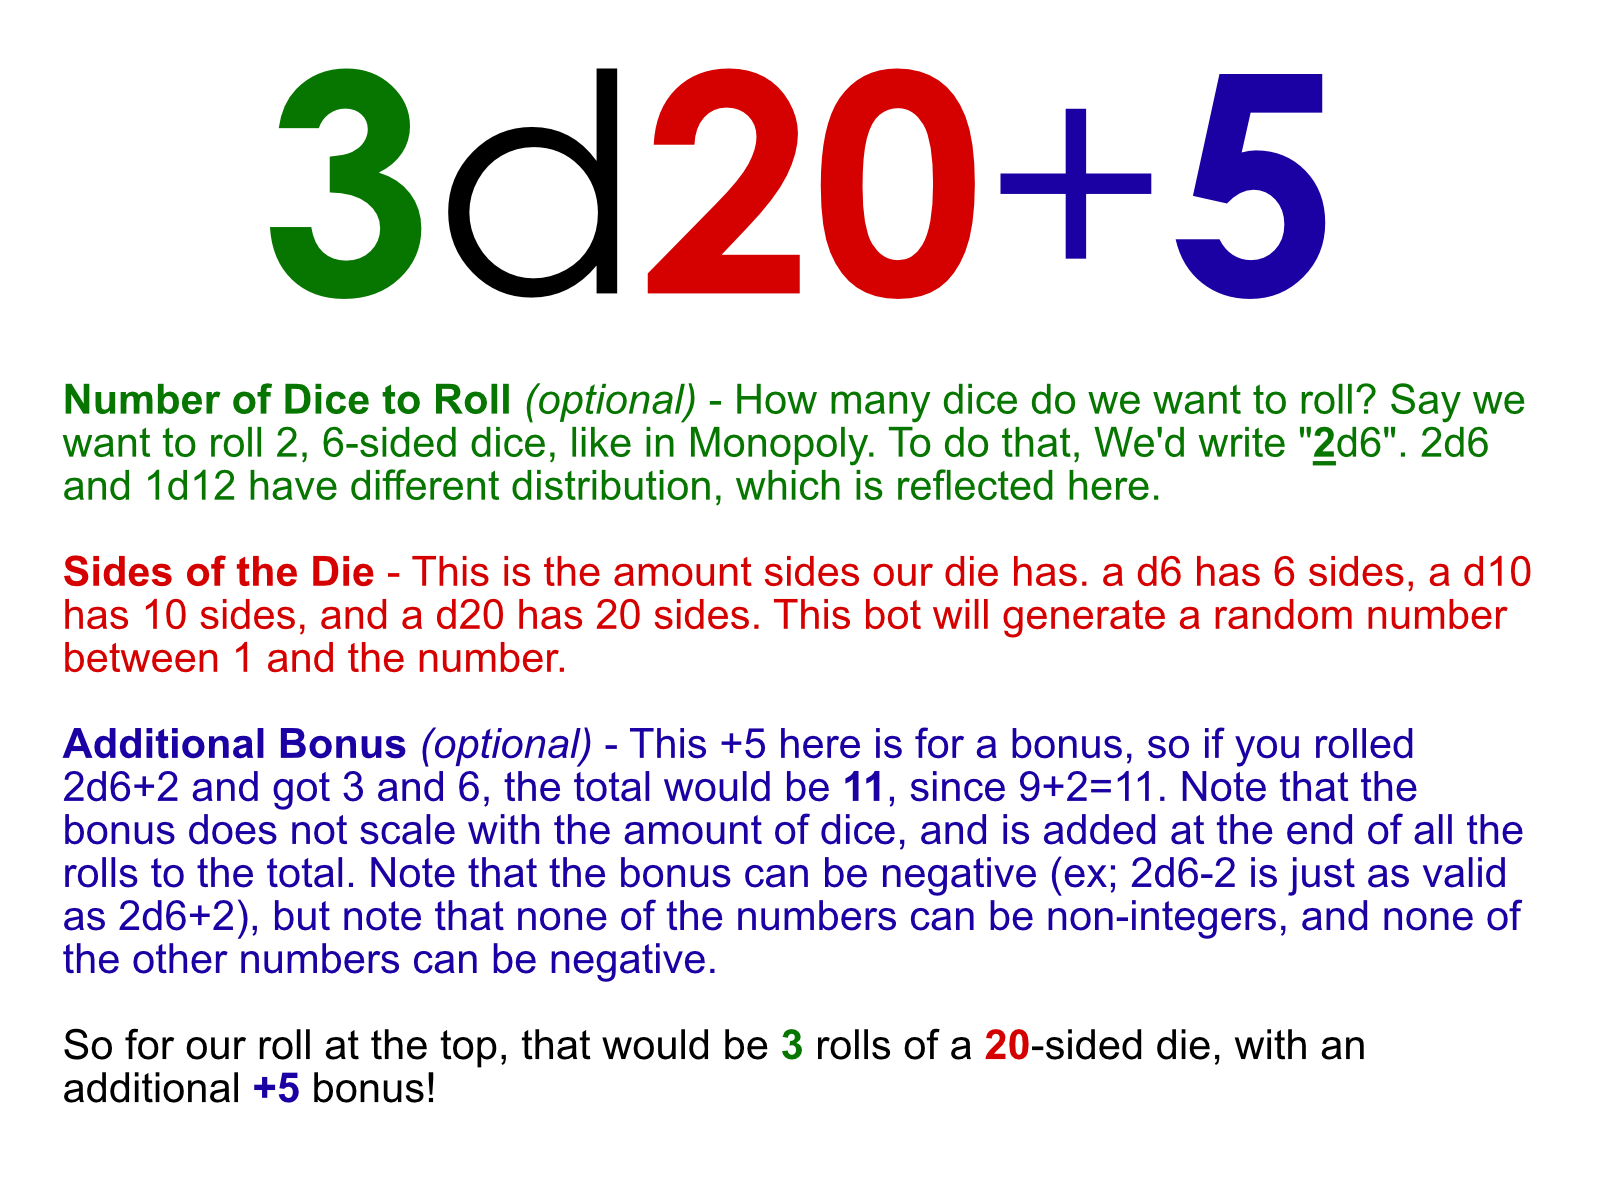 3d20+5
Number of Dice to Roll (optional) - How many dice do we want to roll? Say we
want to roll 2, 6-sided dice, like in Monopoly. To do that, We'd write "2d6". 2d6
and 1d12 have different distribution, which is reflected here.
Sides of the Die - This is the amount sides our die has. a d6 has 6 sides, a d10
has 10 sides, and a d20 has 20 sides. This bot will generate a random number
between 1 and the number.
Additional Bonus (optional) - This +5 here is for a bonus, so if you rolled
2d6+2 and got 3 and 6, the total would be 11, since 9+2=11. Note that the
bonus does not scale with the amount of dice, and is added at the end of all the
rolls to the total. Note that the bonus can be negative (ex; 2d6-2 is just as valid
as 2d6+2), but note that none of the numbers can be non-integers, and none of
the other numbers can be negative.
So for our roll at the top, that would be 3 rolls of a 20-sided die, with an
additional +5 bonus!